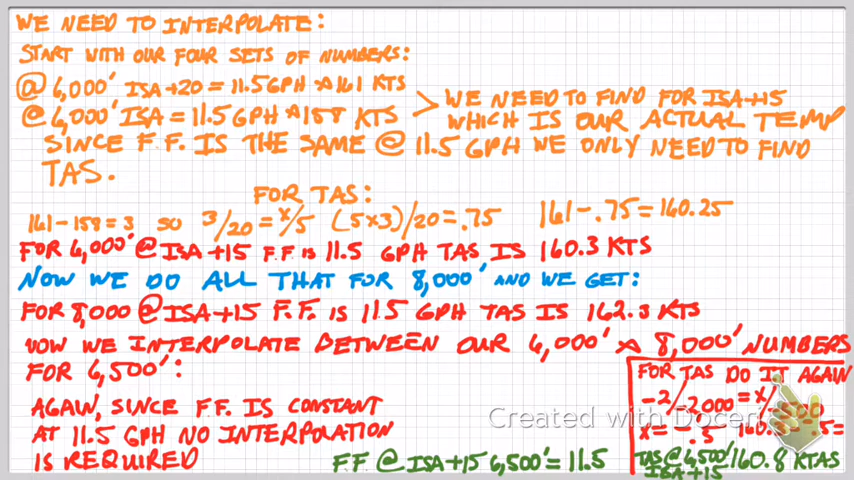 WE NEED TO INTERPOLATE:
START WITH OUR FOUR SETS OF NUMBERS:
@ 6,000' ISA+20 = 11.5 GPH & 161 KTS
@ 6,000' ISA = 11.5 GPH & 158 KTS
> WE NEED TO FIND FOR ISA+15
WHICH IS OUR ACTUAL TEMP
SINCE F.F. IS THE SAME @ 11.5 GPH WE ONLY NEED TO FIND
TAS.
FOR TAS:
161-158=3 SO 3/20=X/5 (5X3)/20=.75 161-.75=160.25
FOR 6,000' @ ISA+15 F.F. IS 11.5 GPH TAS IS 160.3 KTS
NOW WE DO ALL THAT FOR 8,000' AND WE GET:
FOR 8,000 @ ISA+15 F.F. IS 11.5 GPH TAS IS 162.3 KTS
NOW WE INTERPOLATE BETWEEN OUR 6,000' & 8,000' NUMBERS
FOR 6,500':
AGAIN, SINCE F.F. IS CONSTANT
AT 11.5 GPH NO INTERPOLATION
IS REQUIRED
FF @ ISA+15 6,500' = 11.5
FOR TAS DO IT AGAIN
-2/-2,000 = X/
X= -.5
TAS @ 6,500' 160.8 KTAS
ISA+15
Created with Doceri